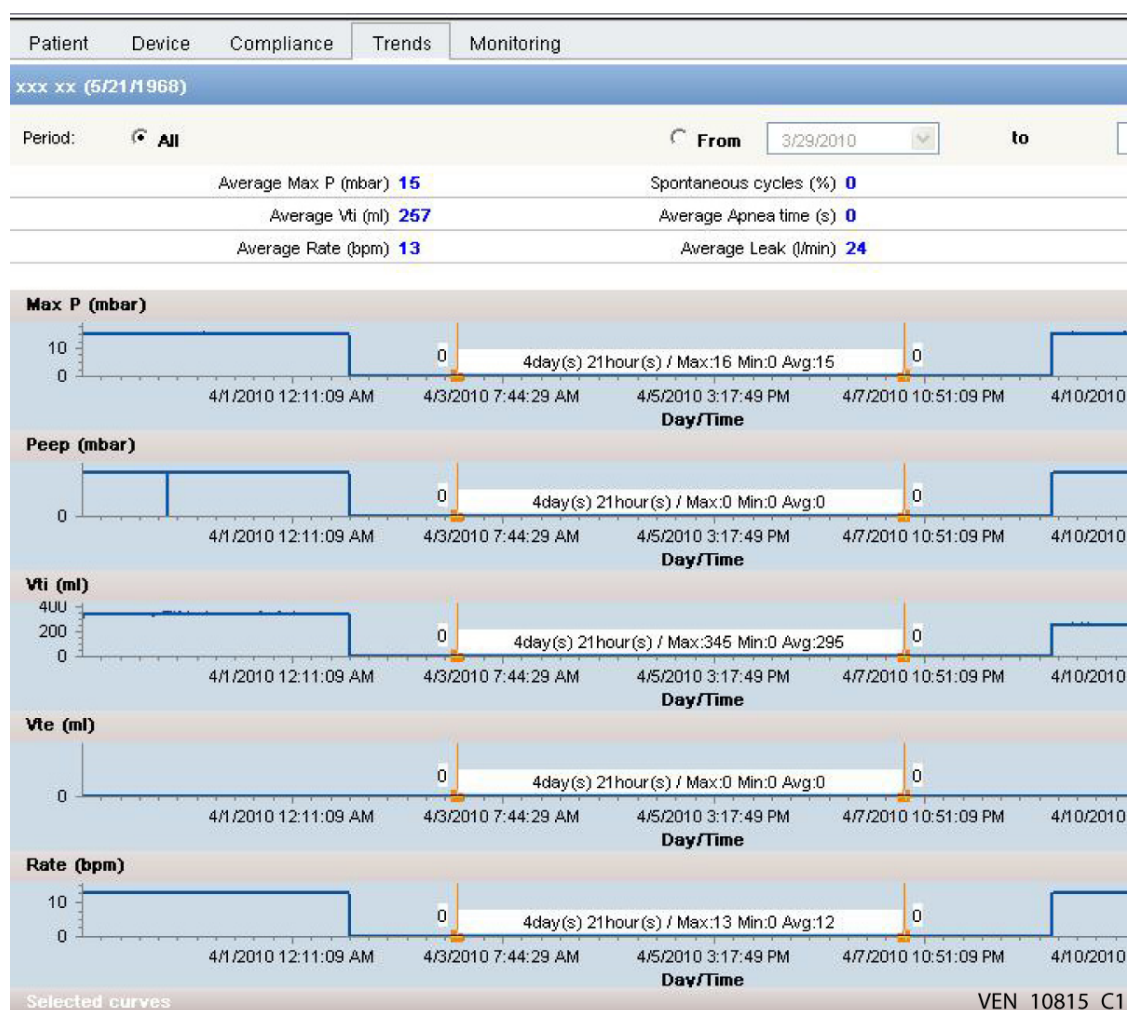 Patient Device Compliance Trends Monitoring
xxx xx (5/21/1968)
Period: All From 3/29/2010 to
Average Max P (mbar) 15 Spontaneous cycles (%) 0
Average Vti (ml) 257 Average Apnea time (s) 0
Average Rate (bpm) 13 Average Leak (l/min) 24
Max P (mbar)
10
0 4day(s) 21hour(s) / Max:16 Min:0 Avg:15 0
0
4/1/2010 12:11:09 AM 4/3/2010 7:44:29 AM 4/5/2010 3:17:49 PM 4/7/2010 10:51:09 PM 4/10/2010
Day/Time
Peep (mbar)
0 4day(s) 21hour(s) / Max:0 Min:0 Avg:0 0
0
4/1/2010 12:11:09 AM 4/3/2010 7:44:29 AM 4/5/2010 3:17:49 PM 4/7/2010 10:51:09 PM 4/10/2010
Day/Time
Vti (ml)
400
200
0 4day(s) 21hour(s) / Max:345 Min:0 Avg:295 0
0
4/1/2010 12:11:09 AM 4/3/2010 7:44:29 AM 4/5/2010 3:17:49 PM 4/7/2010 10:51:09 PM 4/10/2010
Day/Time
Vte (ml)
0 4day(s) 21hour(s) / Max:0 Min:0 Avg:0 0
0
4/1/2010 12:11:09 AM 4/3/2010 7:44:29 AM 4/5/2010 3:17:49 PM 4/7/2010 10:51:09 PM 4/10/2010
Day/Time
Rate (bpm)
10
0 4day(s) 21hour(s) / Max:13 Min:0 Avg:12 0
0
4/1/2010 12:11:09 AM 4/3/2010 7:44:29 AM 4/5/2010 3:17:49 PM 4/7/2010 10:51:09 PM 4/10/2010
Day/Time
Selected curves VEN_10815_C1